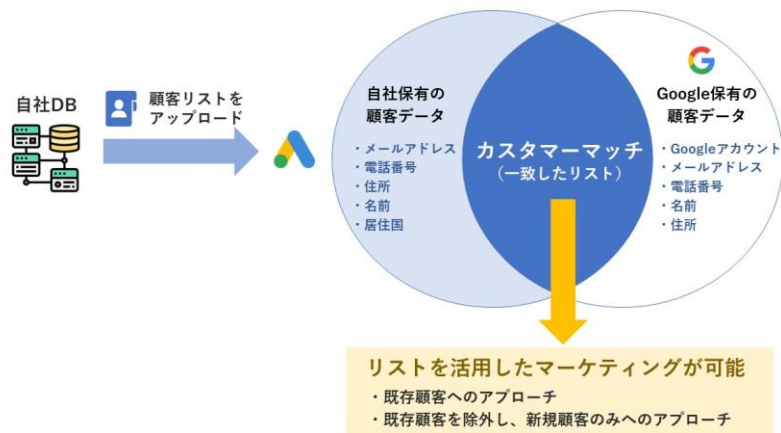 自社DB
顧客リストを
アップロード
自社保有の
顧客データ
・メールアドレス
・電話番号
・住所
・名前
・居住国
カスタマーマッチ
（一致したリスト）
Google保有の
顧客データ
・Googleアカウント
・メールアドレス
・電話番号
・名前
・住所
リストを活用したマーケティングが可能
・既存顧客へのアプローチ
・既存顧客を除外し、新規顧客のみへのアプローチ